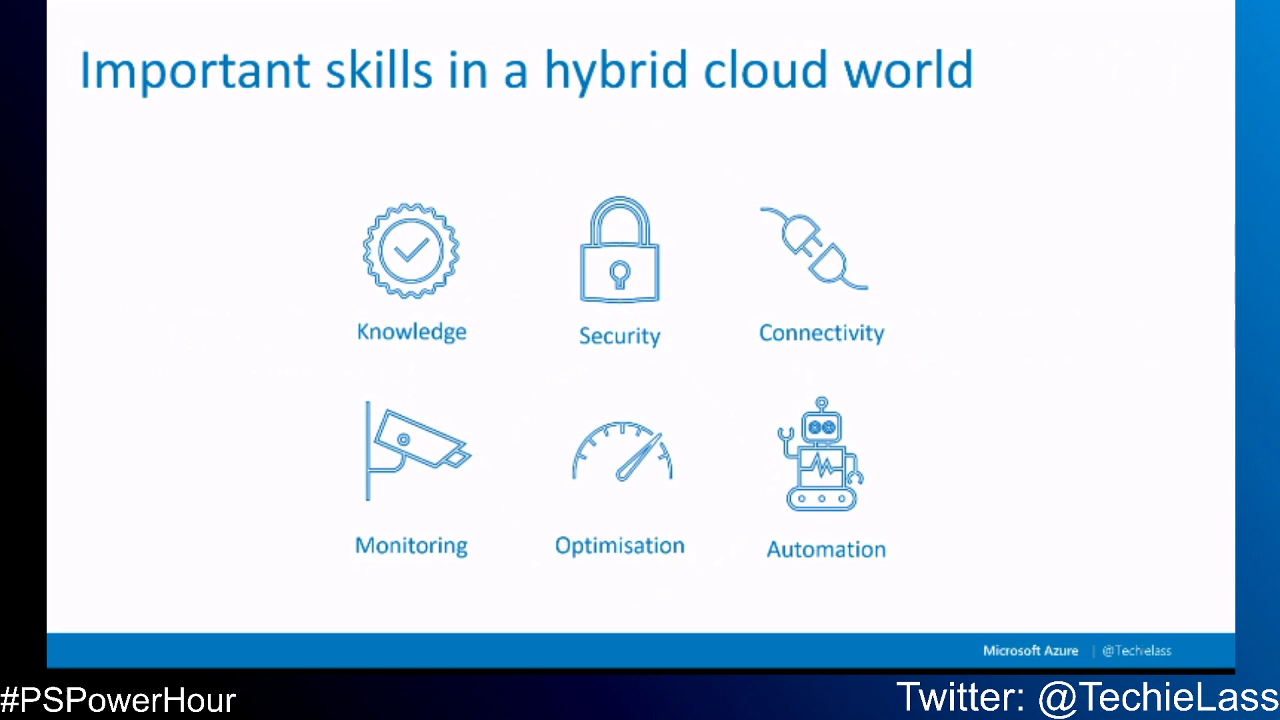 Important skills in a hybrid cloud world
Knowledge
Security
Connectivity
Monitoring
Optimisation
Automation
Microsoft Azure | @Techielass
#PSPowerHour
Twitter: @TechieLass